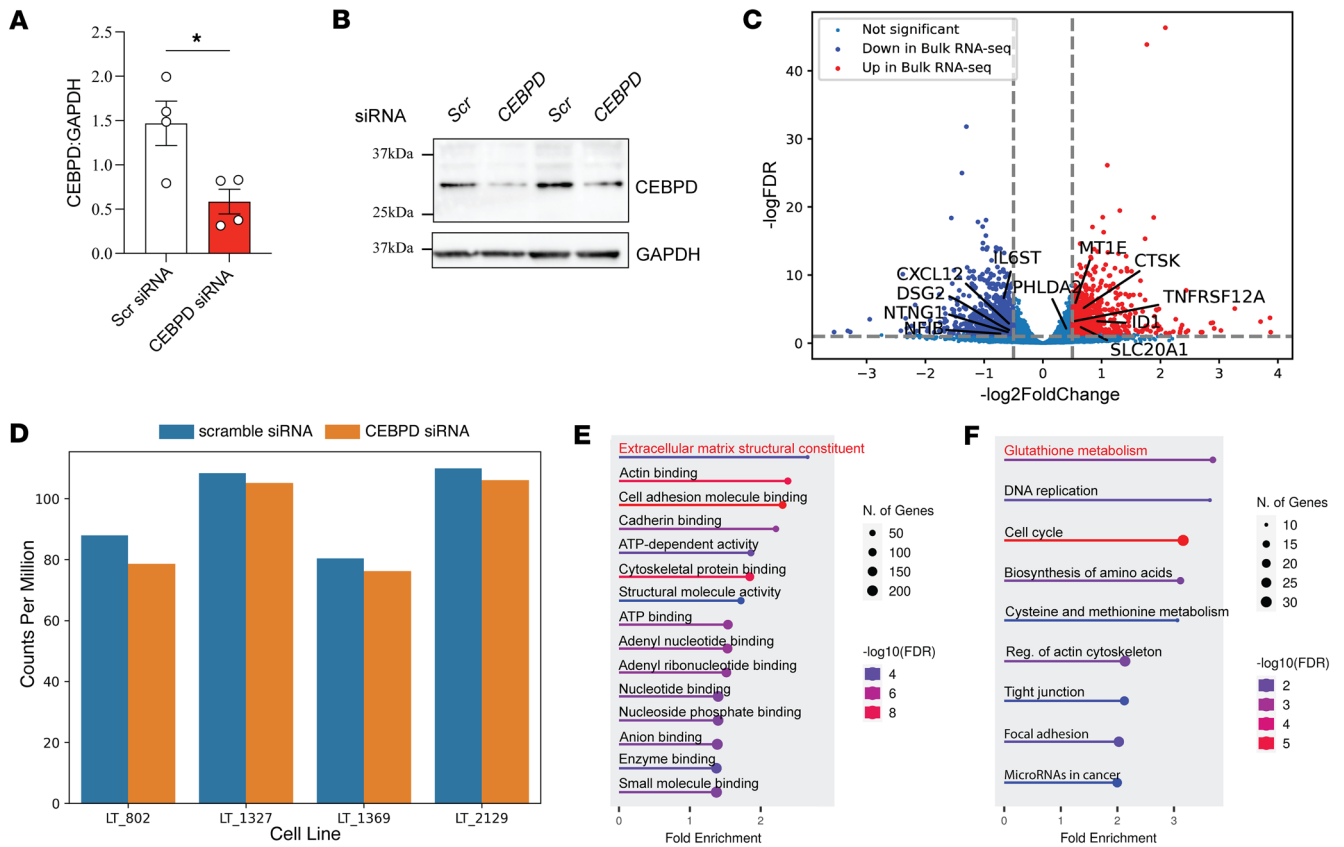 A
2.5
2.0
1.5
1.0
0.5
0.0
CEBPD:GAPDH
*
Scr siRNA
CEBPD siRNA
B
siRNA
Scr
CEBPD
Scr
CEBPD
37kDa
25kDa
37kDa
CEBPD
GAPDH
C
Not significant
Down in Bulk RNA-seq
Up in Bulk RNA-seq
40
30
20
10
0
-logFDR
IL6ST
CXCL12
DSG2
NTNG1
NFIB
PHLDA2
MT1E
CTSK
TNFRSF12A
ID1
SLC20A1
−3 −2 −1 0 1 2 3 4
-log2FoldChange
D
scramble siRNA
CEBPD siRNA
100
80
60
40
20
0
Counts Per Million
LT_802 LT_1327 LT_1369 LT_2129
Cell Line
E
Extracellular matrix structural constituent
Actin binding
Cell adhesion molecule binding
Cadherin binding
ATP-dependent activity
Cytoskeletal protein binding
Structural molecule activity
ATP binding
Adenyl nucleotide binding
Adenyl ribonucleotide binding
Nucleotide binding
Nucleoside phosphate binding
Anion binding
Enzyme binding
Small molecule binding
0 1 2
Fold Enrichment
N. of Genes
50
100
150
200
-log10(FDR)
4
6
8
F
Glutathione metabolism
DNA replication
Cell cycle
Biosynthesis of amino acids
Cysteine and methionine metabolism
Reg. of actin cytoskeleton
Tight junction
Focal adhesion
MicroRNAs in cancer
0 1 2 3
Fold Enrichment
N. of Genes
10
15
20
25
30
-log10(FDR)
2
3
4
5